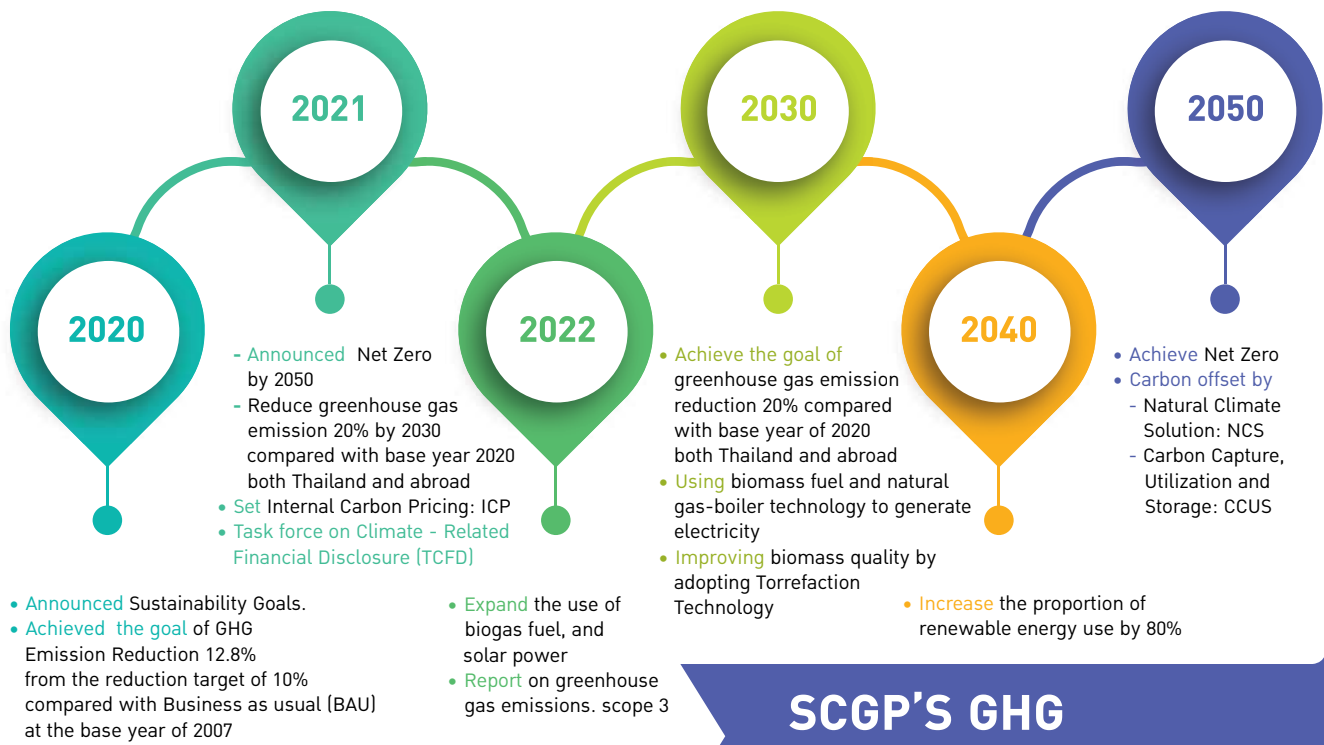 2020
• Announced Sustainability Goals.
• Achieved the goal of GHG
Emission Reduction 12.8%
from the reduction target of 10%
compared with Business as usual (BAU)
at the base year of 2007
2021
- Announced Net Zero
by 2050
- Reduce greenhouse gas
emission 20% by 2030
compared with base year 2020
both Thailand and abroad
• Set Internal Carbon Pricing: ICP
• Task force on Climate - Related
Financial Disclosure (TCFD)
2022
• Expand the use of
biogas fuel, and
solar power
• Report on greenhouse
gas emissions. scope 3
2030
• Achieve the goal of
greenhouse gas emission
reduction 20% compared
with base year of 2020
both Thailand and abroad
• Using biomass fuel and natural
gas-boiler technology to generate
electricity
• Improving biomass quality by
adopting Torrefaction
Technology
2040
• Increase the proportion of
renewable energy use by 80%
2050
• Achieve Net Zero
• Carbon offset by
- Natural Climate
Solution: NCS
- Carbon Capture,
Utilization and
Storage: CCUS
SCGP'S GHG